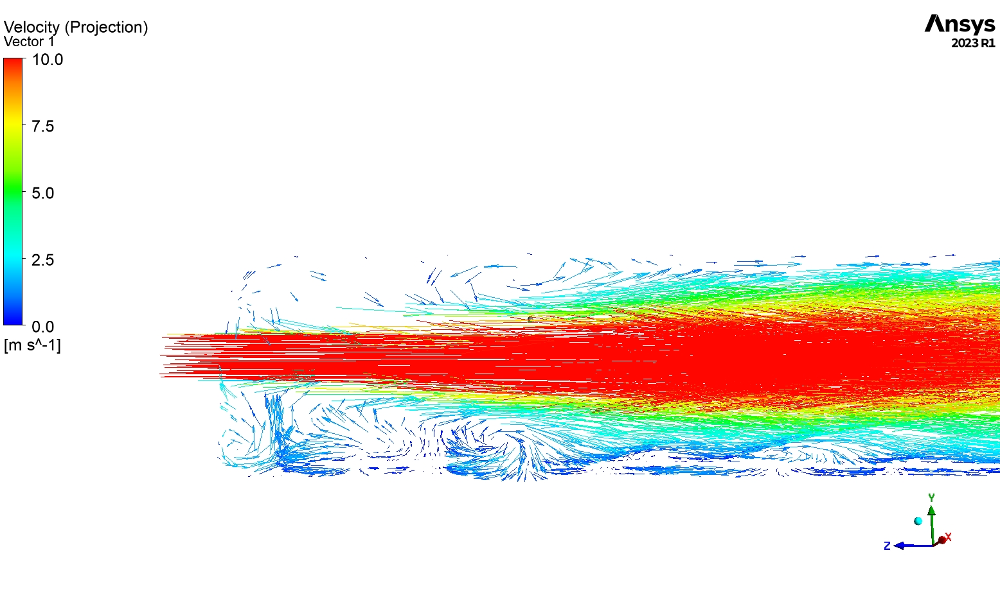 Velocity (Projection)
Vector 1
10.0
7.5
5.0
2.5
0.0
[m s^-1]
Ansys
2023 R1
Y
X
Z